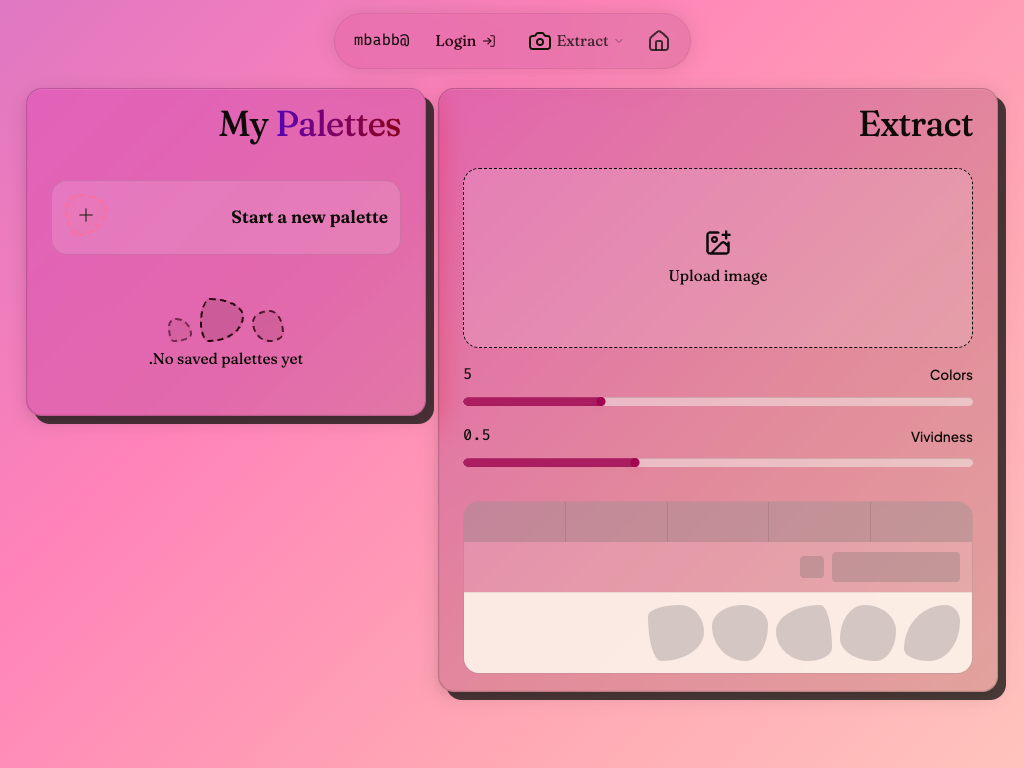 mbabb@
Login
Extract
My Palettes
Start a new palette
.No saved palettes yet
Extract
Upload image
5
Colors
0.5
Vividness